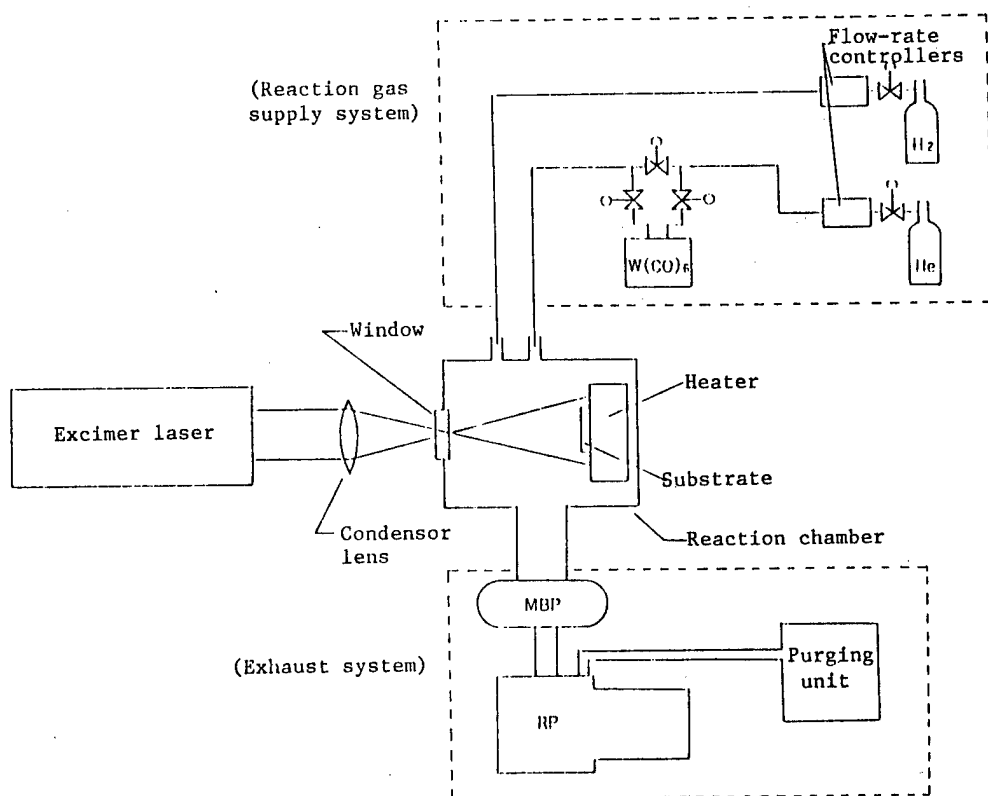 Flow-rate
controllers
(Reaction gas
supply system)
H₂
W(CO)₆
He
Window
Heater
Excimer laser
Substrate
Condensor
lens
Reaction chamber
MBP
(Exhaust system)
Purging
unit
RP